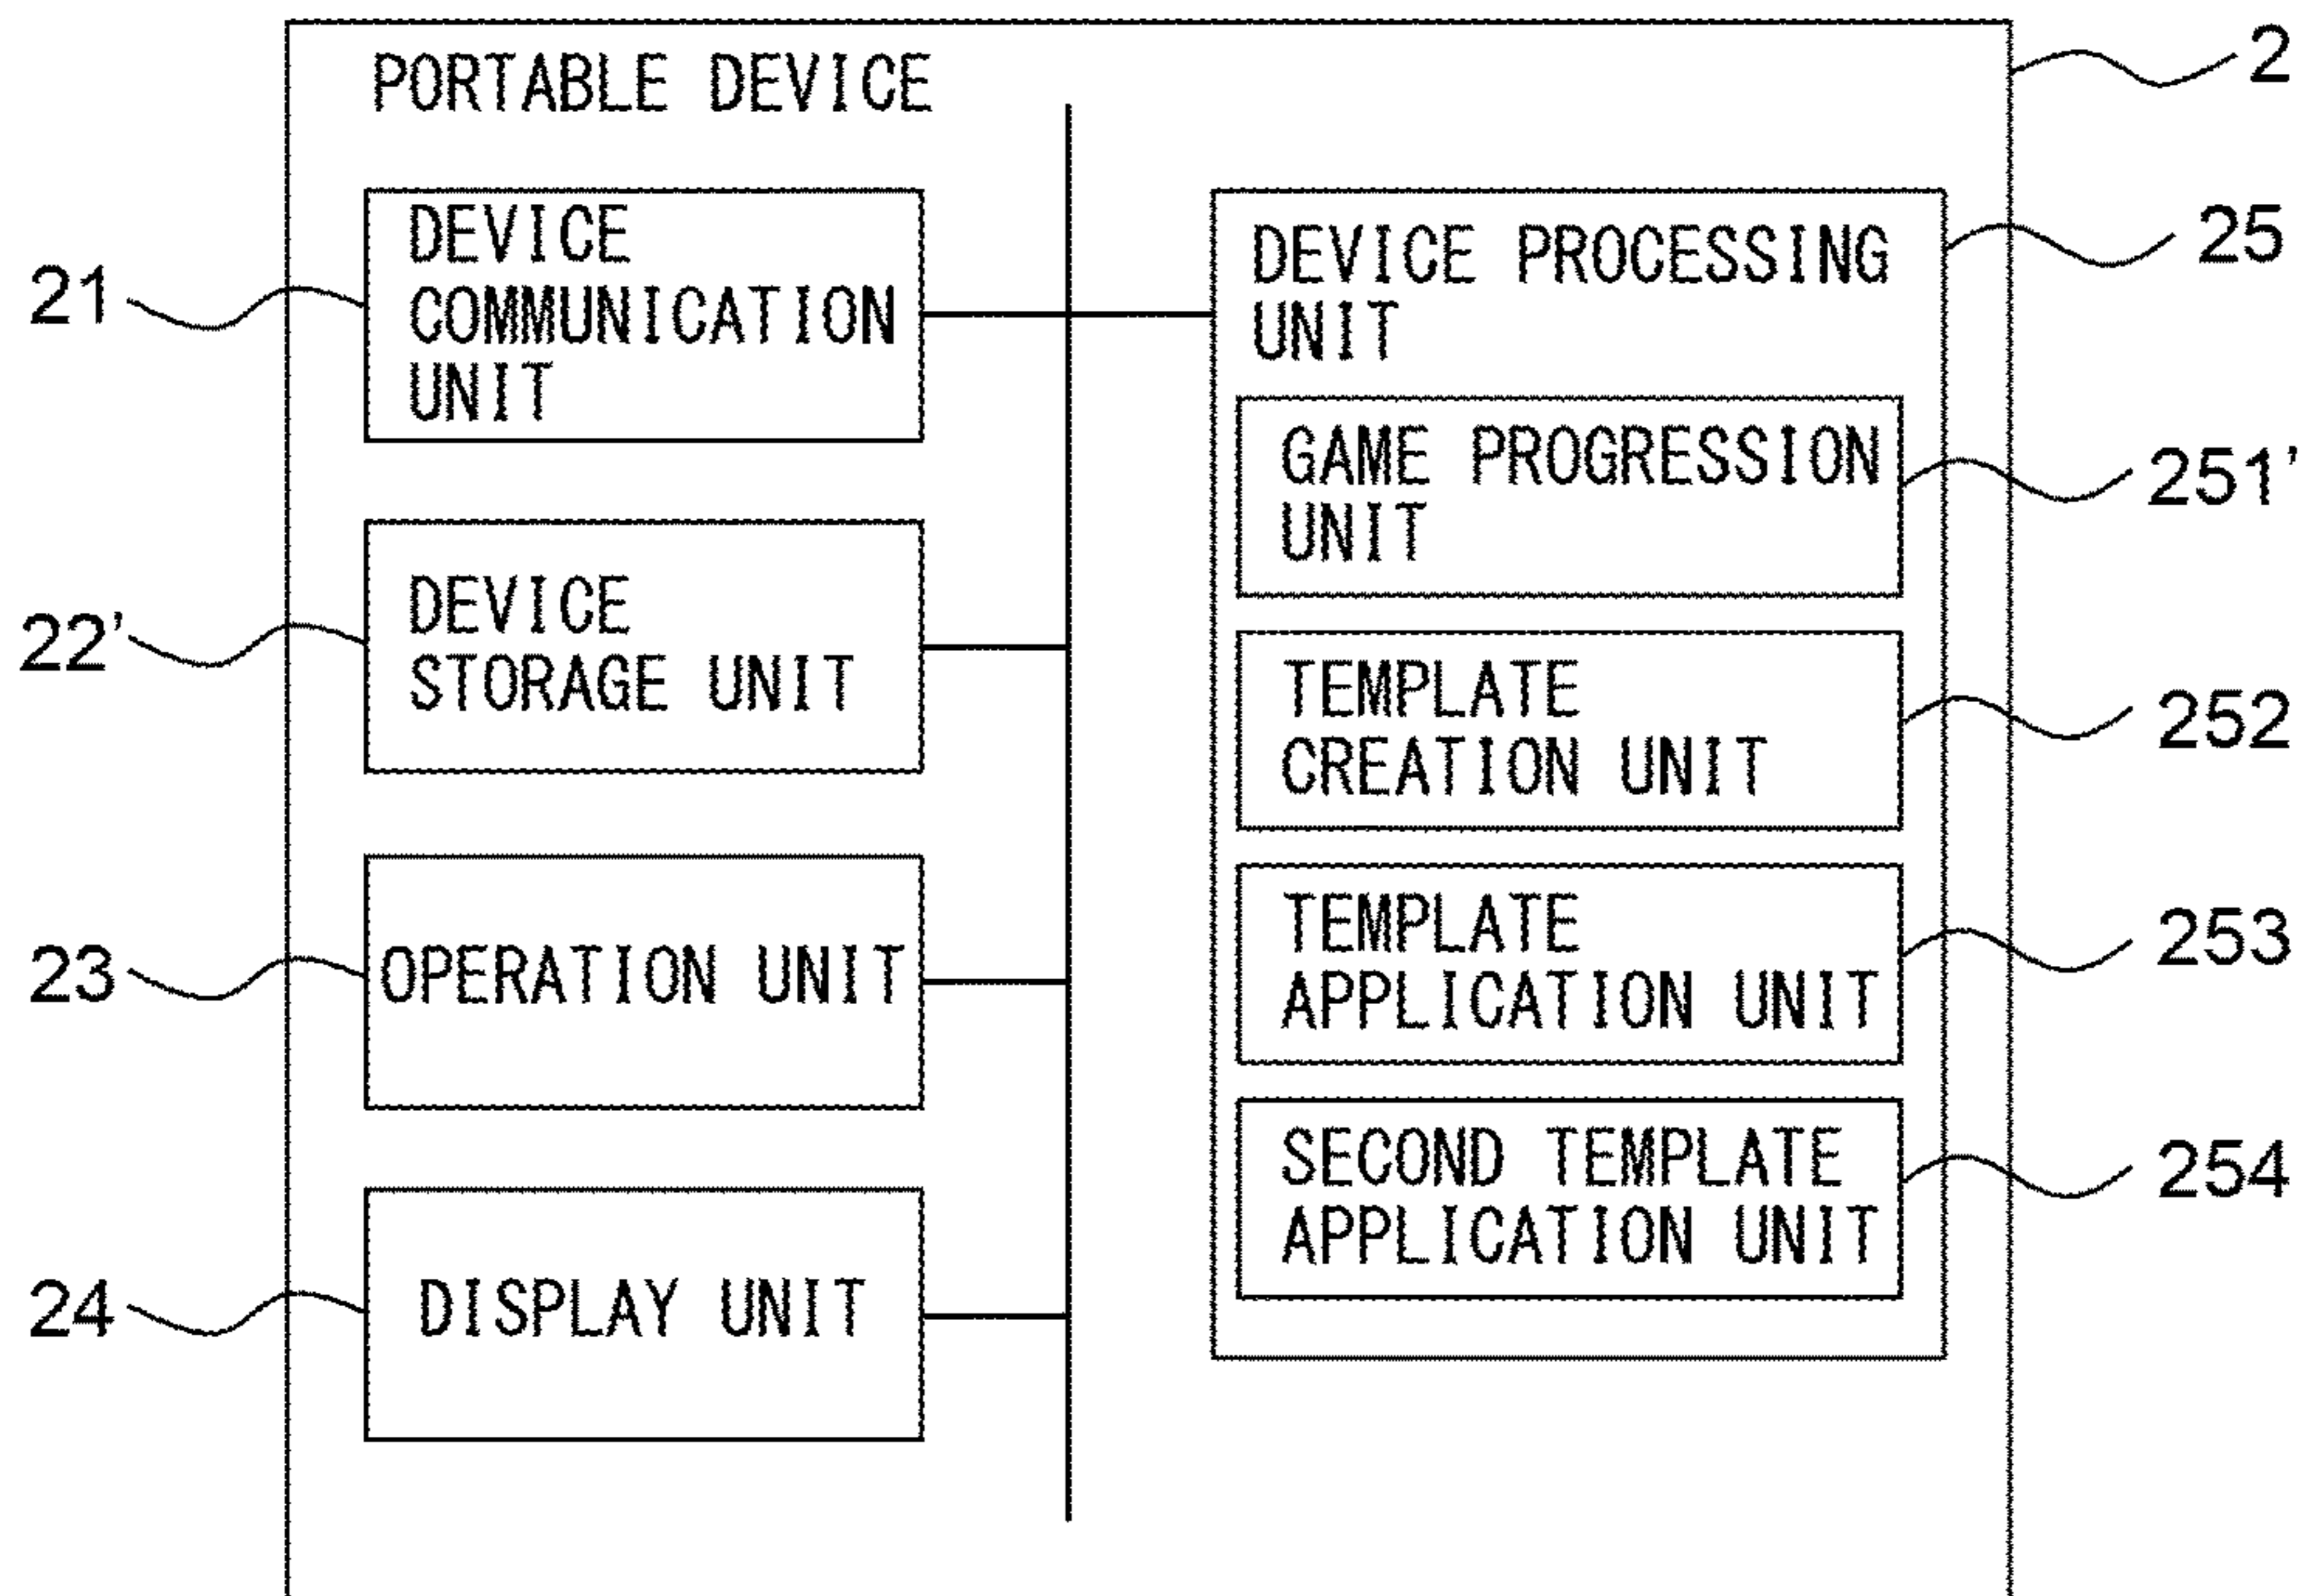 PORTABLE DEVICE
2
21
DEVICE
COMMUNICATION
UNIT
22’
DEVICE
STORAGE UNIT
23
OPERATION UNIT
24
DISPLAY UNIT
DEVICE PROCESSING
UNIT
25
GAME PROGRESSION
UNIT
251’
TEMPLATE
CREATION UNIT
252
TEMPLATE
APPLICATION UNIT
253
SECOND TEMPLATE
APPLICATION UNIT
254